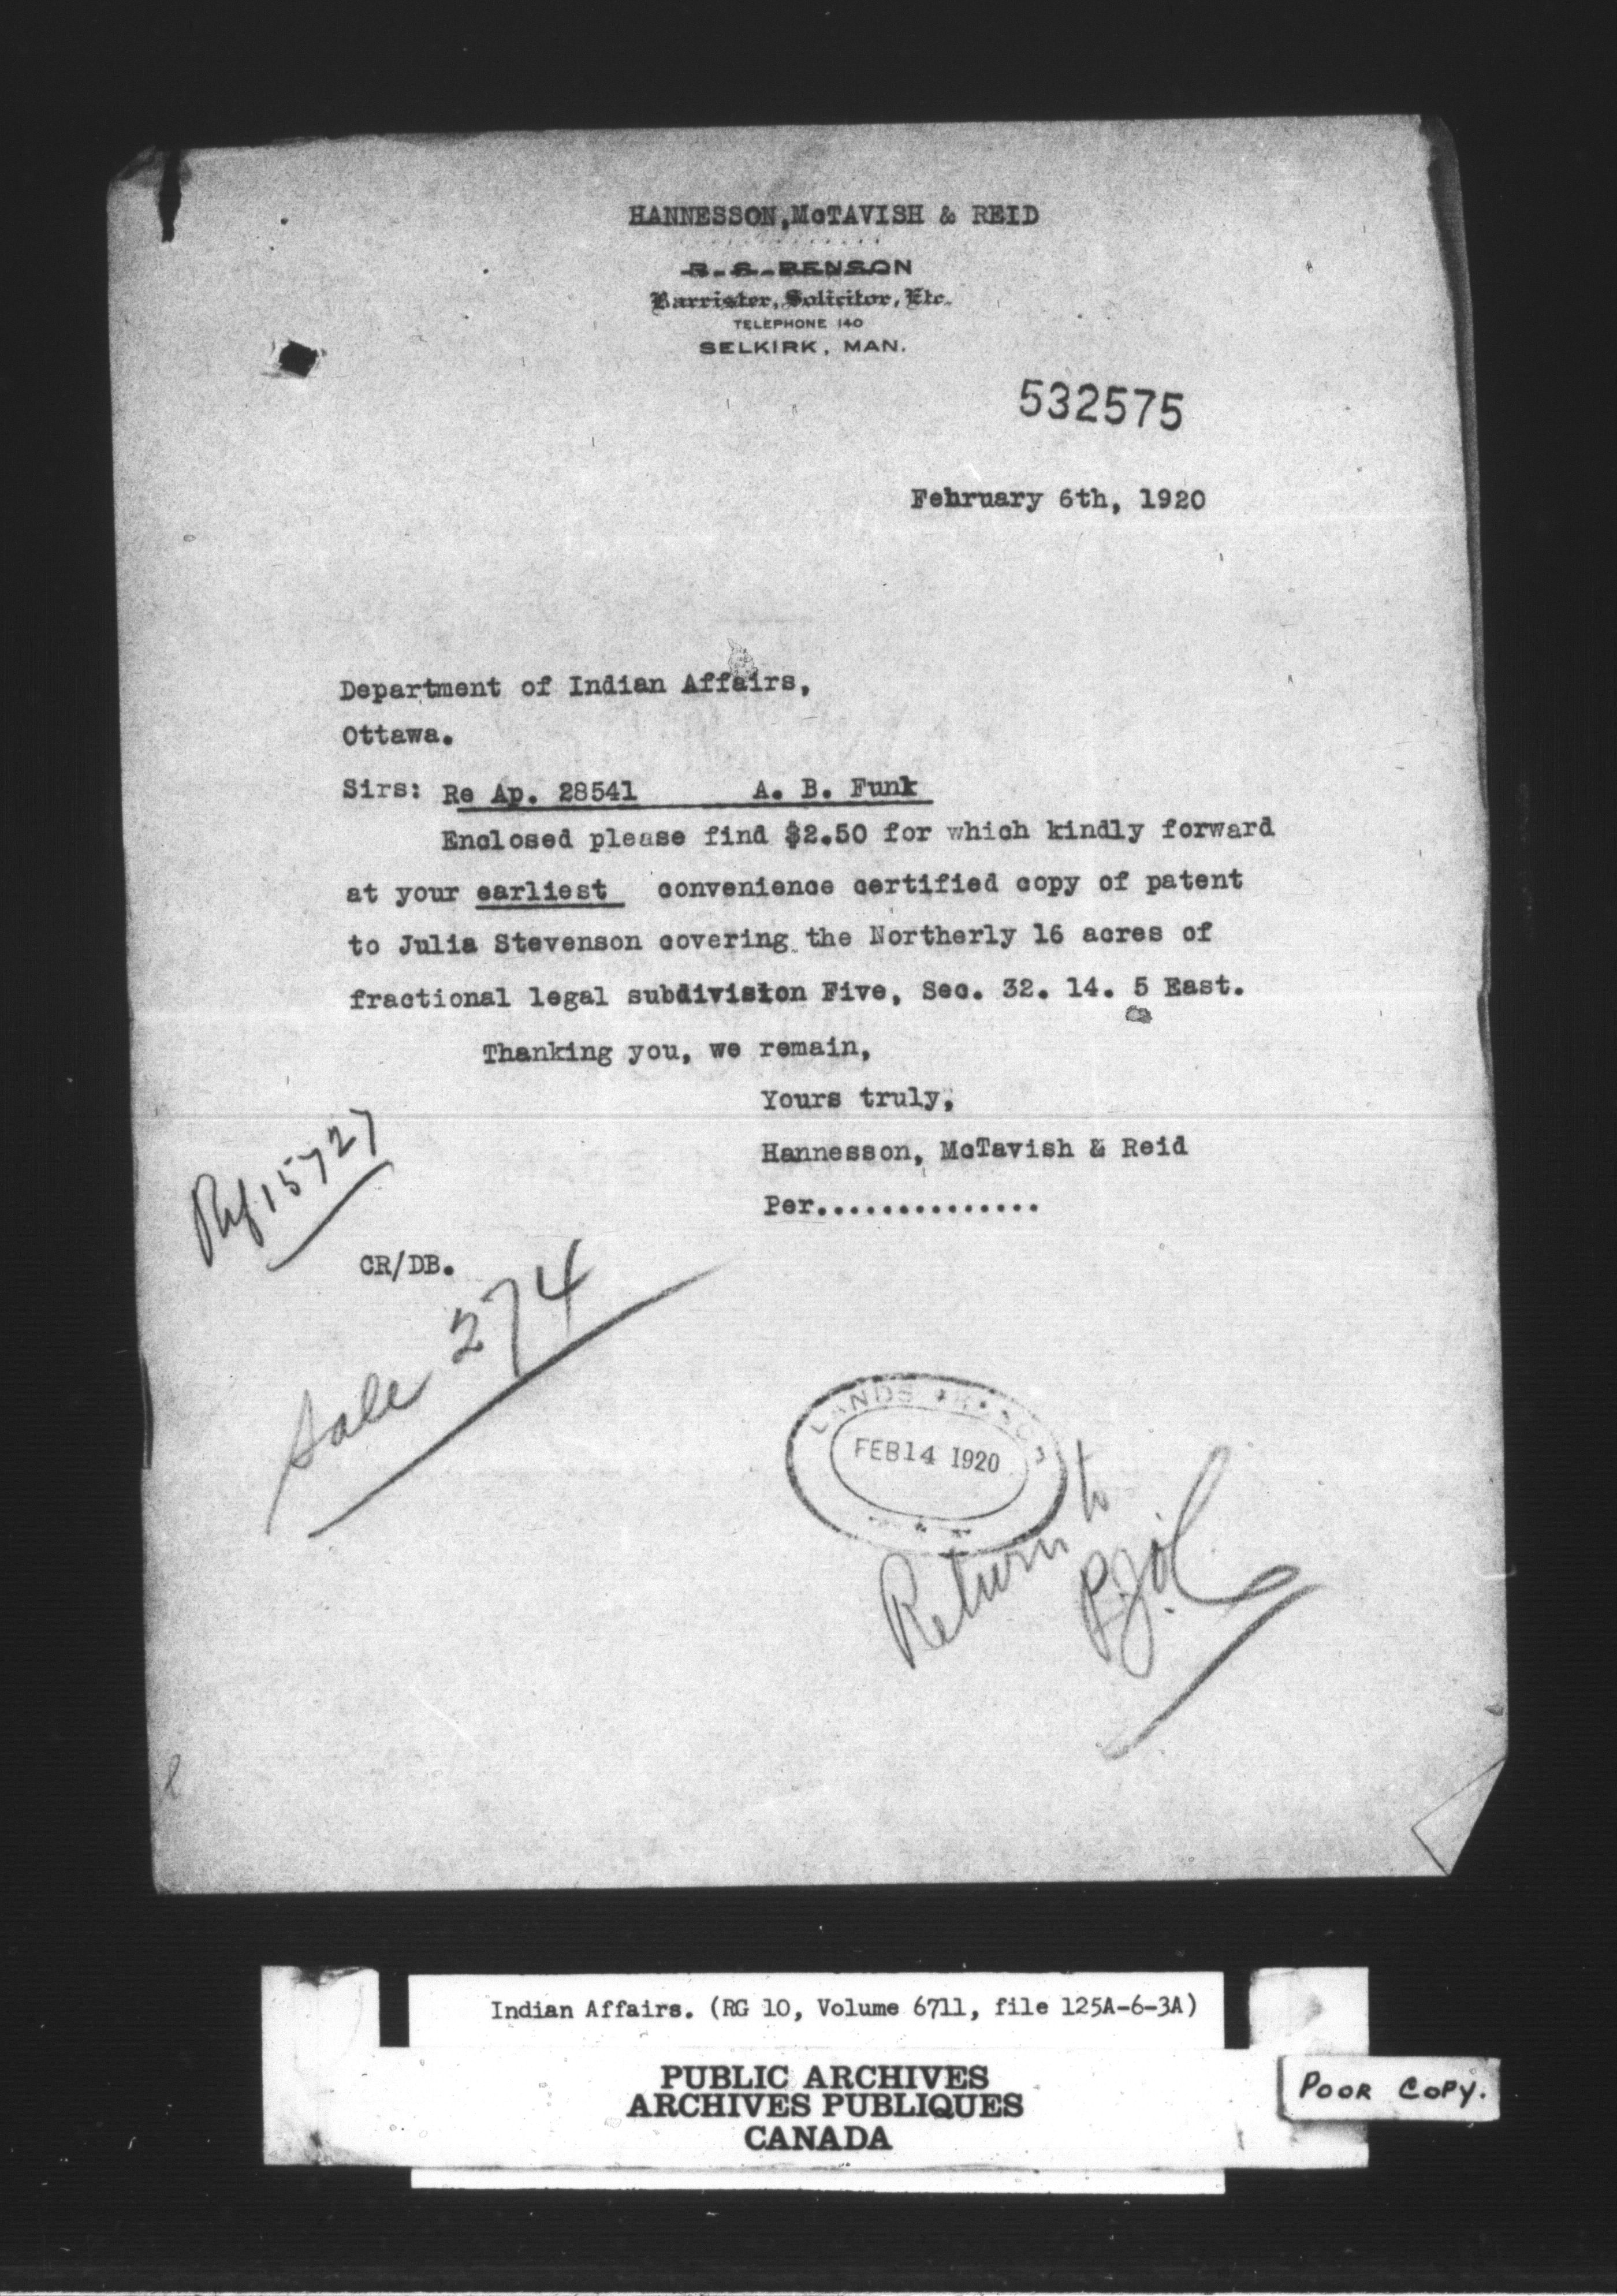 HANNESSON, McTAVISH & REID
R. S. BENSON
Barrister, Solicitor, Etc.
TELEPHONE 140
SELKIRK, MAN.
532575
February 6th, 1920
Department of Indian Affairs,
Ottawa.
Sirs: Re Ap. 28541 A. B. Funk
Enclosed please find $2.50 for which kindly forward
at your earliest convenience certified copy of patent
to Julia Stevenson covering the Northerly 16 acres of
fractional legal subdivision Five, Sec. 32. 14. 5 East.
Thanking you, we remain,
Yours truly,
Hannesson, McTavish & Reid
Per..............
15727
CR/DB.
Sale 274
LANDS BRANCH
FEB 14 1920
Return to
Indian Affairs. (RG 10, Volume 6711, file 125A-6-3A)
PUBLIC ARCHIVES
ARCHIVES PUBLIQUES
CANADA
POOR COPY.